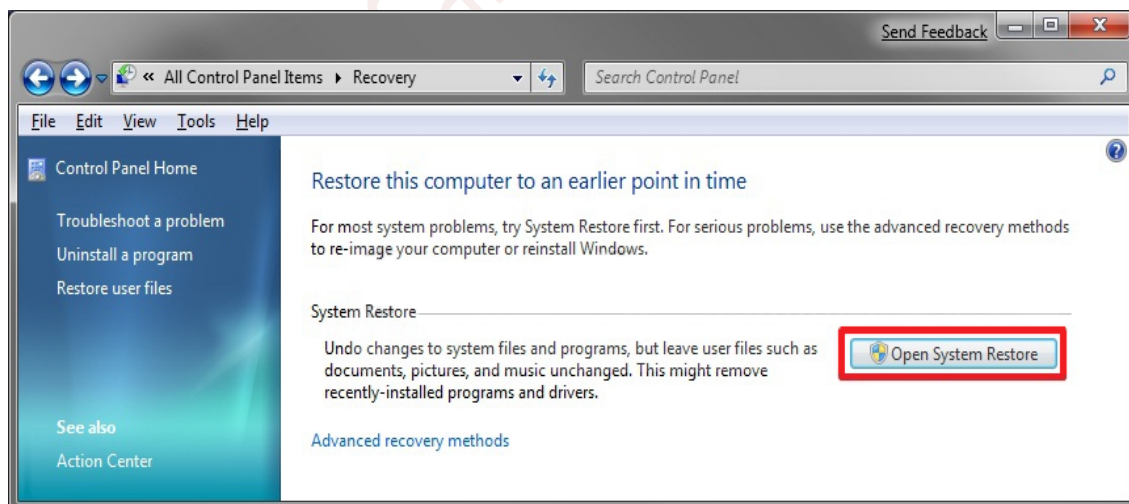 Send Feedback
« All Control Panel Items ▸ Recovery
Search Control Panel
File Edit View Tools Help
Control Panel Home
Troubleshoot a problem
Uninstall a program
Restore user files
See also
Action Center
Restore this computer to an earlier point in time
For most system problems, try System Restore first. For serious problems, use the advanced recovery methods
to re-image your computer or reinstall Windows.
System Restore
Undo changes to system files and programs, but leave user files such as
documents, pictures, and music unchanged. This might remove
recently-installed programs and drivers.
Open System Restore
Advanced recovery methods